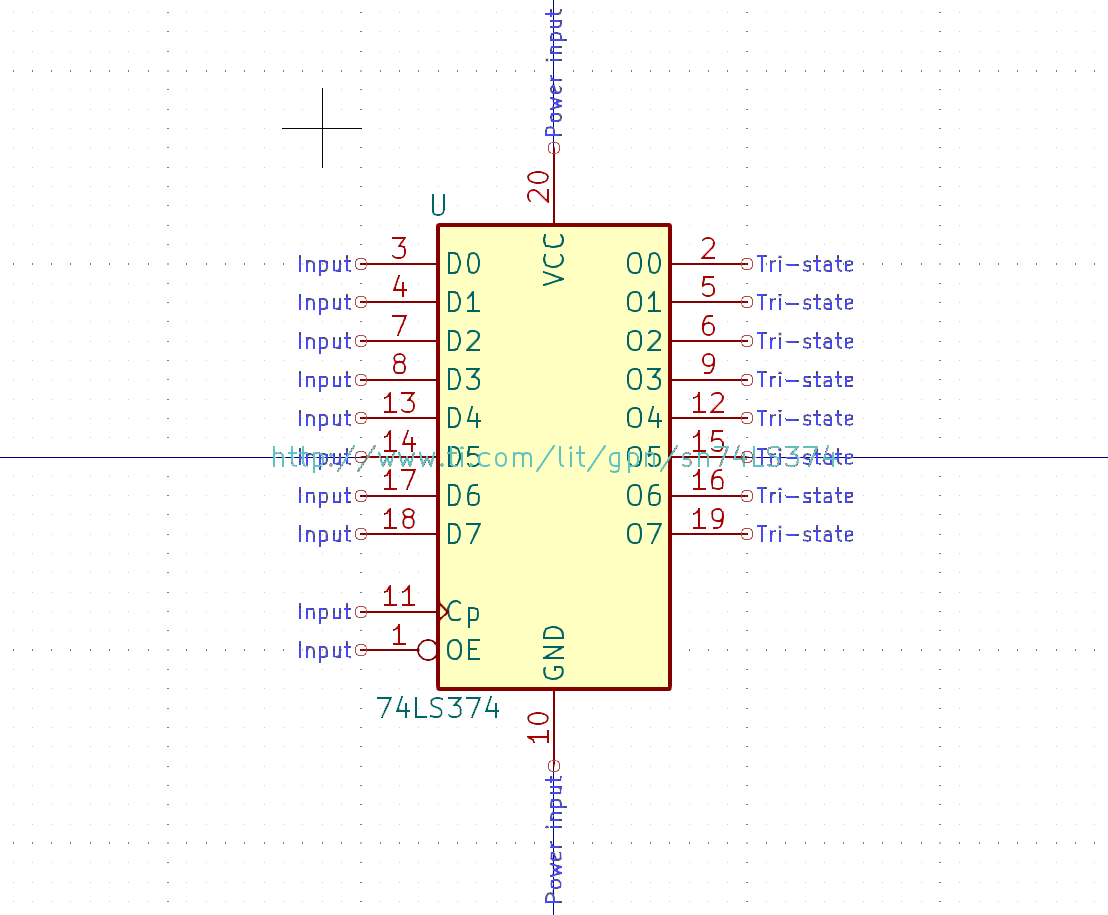 Power input
20
U
VCC
Input 3 D0 O0 2 Tri-state
Input 4 D1 O1 5 Tri-state
Input 7 D2 O2 6 Tri-state
Input 8 D3 O3 9 Tri-state
Input 13 D4 O4 12 Tri-state
Input 14 D5 O5 15 Tri-state
http://www.ti.com/lit/gpn/sn74LS374
Input 17 D6 O6 16 Tri-state
Input 18 D7 O7 19 Tri-state
Input 11 Cp
Input 1 OE
GND
74LS374
10
Power input